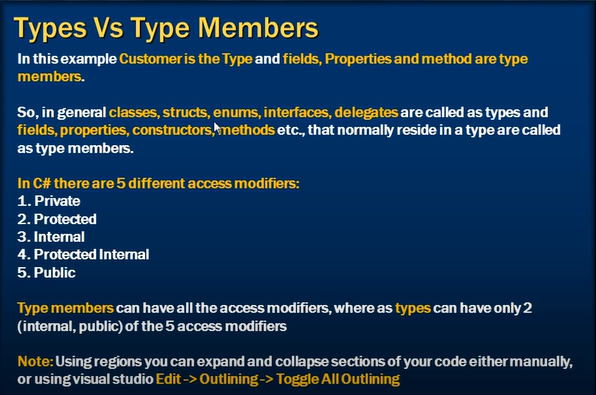 Types Vs Type Members
In this example Customer is the Type and fields, Properties and method are type
members.
So, in general classes, structs, enums, interfaces, delegates are called as types and
fields, properties, constructors, methods etc., that normally reside in a type are called
as type members.
In C# there are 5 different access modifiers:
1. Private
2. Protected
3. Internal
4. Protected Internal
5. Public
Type members can have all the access modifiers, where as types can have only 2
(internal, public) of the 5 access modifiers
Note: Using regions you can expand and collapse sections of your code either manually,
or using visual studio Edit -> Outlining -> Toggle All Outlining